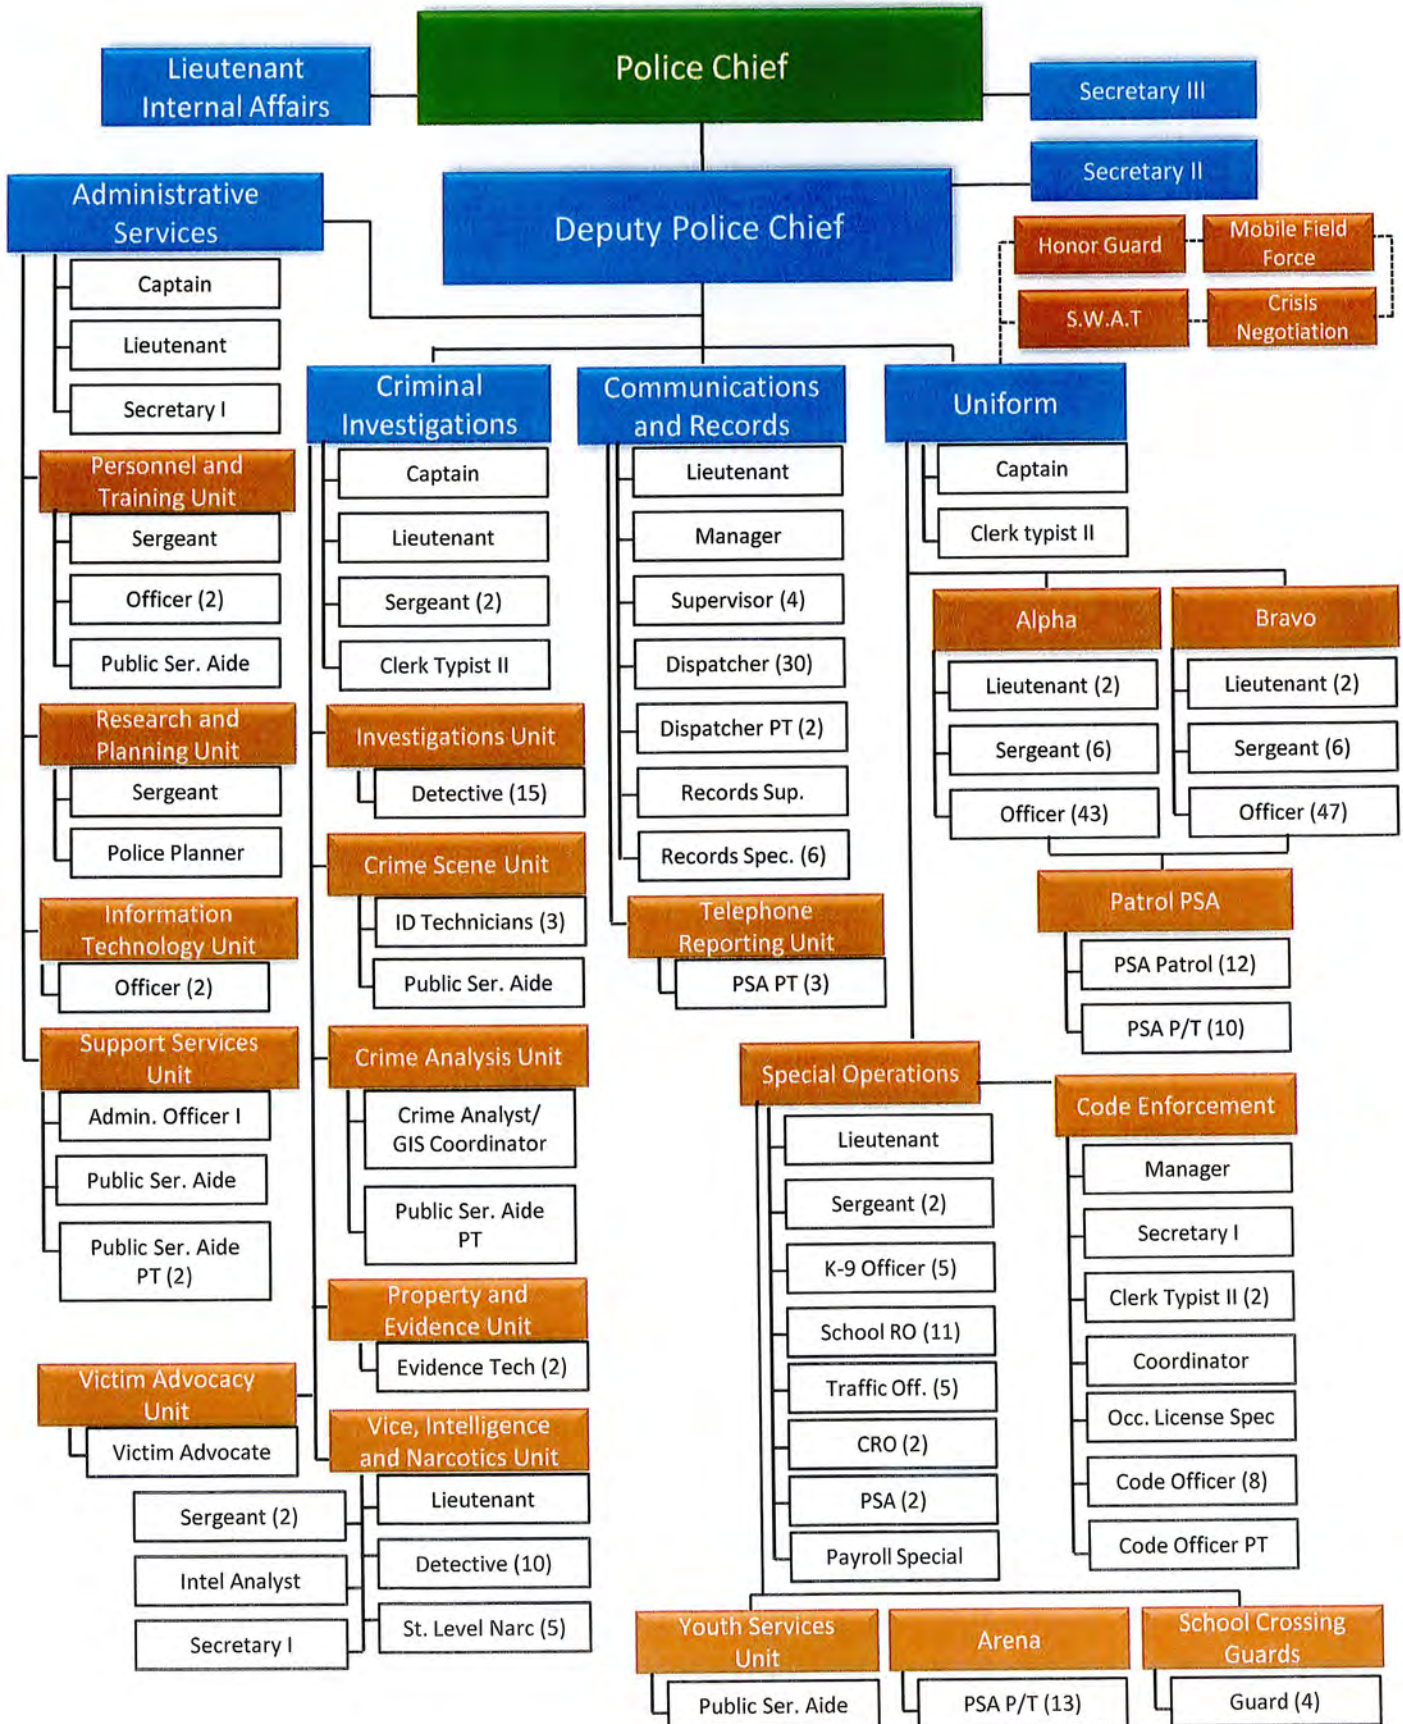 Police Chief
Lieutenant
Internal Affairs
Secretary III
Secretary II
Deputy Police Chief
Administrative
Services
Captain
Lieutenant
Secretary I
Personnel and
Training Unit
Sergeant
Officer (2)
Public Ser. Aide
Research and
Planning Unit
Sergeant
Police Planner
Information
Technology Unit
Officer (2)
Support Services
Unit
Admin. Officer I
Public Ser. Aide
Public Ser. Aide
PT (2)
Criminal
Investigations
Captain
Lieutenant
Sergeant (2)
Clerk Typist II
Investigations Unit
Detective (15)
Crime Scene Unit
ID Technicians (3)
Public Ser. Aide
Crime Analysis Unit
Crime Analyst/
GIS Coordinator
Public Ser. Aide
PT
Property and
Evidence Unit
Evidence Tech (2)
Victim Advocacy
Unit
Victim Advocate
Vice, Intelligence
and Narcotics Unit
Lieutenant
Sergeant (2)
Detective (10)
Intel Analyst
St. Level Narc (5)
Secretary I
Communications
and Records
Lieutenant
Manager
Supervisor (4)
Dispatcher (30)
Dispatcher PT (2)
Records Sup.
Records Spec. (6)
Telephone
Reporting Unit
PSA PT (3)
Honor Guard
Mobile Field
Force
S.W.A.T
Crisis
Negotiation
Uniform
Captain
Clerk typist II
Alpha
Lieutenant (2)
Sergeant (6)
Officer (43)
Bravo
Lieutenant (2)
Sergeant (6)
Officer (47)
Patrol PSA
PSA Patrol (12)
PSA P/T (10)
Special Operations
Lieutenant
Sergeant (2)
K-9 Officer (5)
School RO (11)
Traffic Off. (5)
CRO (2)
PSA (2)
Payroll Special
Code Enforcement
Manager
Secretary I
Clerk Typist II (2)
Coordinator
Occ. License Spec
Code Officer (8)
Code Officer PT
Youth Services
Unit
Public Ser. Aide
Arena
PSA P/T (13)
School Crossing
Guards
Guard (4)